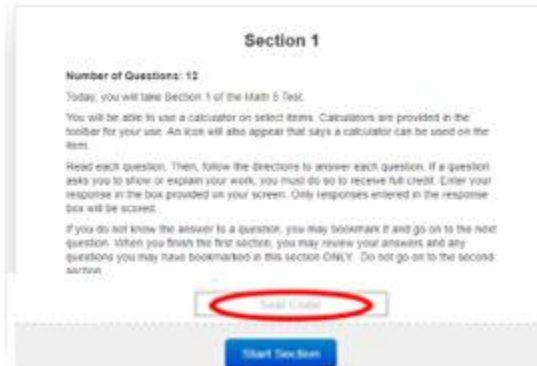 Section 1
Number of Questions: 12
Today, you will take Section 1 of the Math 5 Test.
You will be able to use a calculator on select items. Calculators are provided in the
toolbar for your use. An icon will also appear that says a calculator can be used on the
item.
Read each question. Then, follow the directions to answer each question. If a question
asks you to show or explain your work, you must do so to receive full credit. Enter your
response in the box provided on your screen. Only responses entered in the response
box will be scored.
If you do not know the answer to a question, you may bookmark it and go on to the next
question. When you finish the first section, you may review your answers and any
questions you may have bookmarked in this section ONLY. Do not go on to the second
section
Seal Code
Start Section